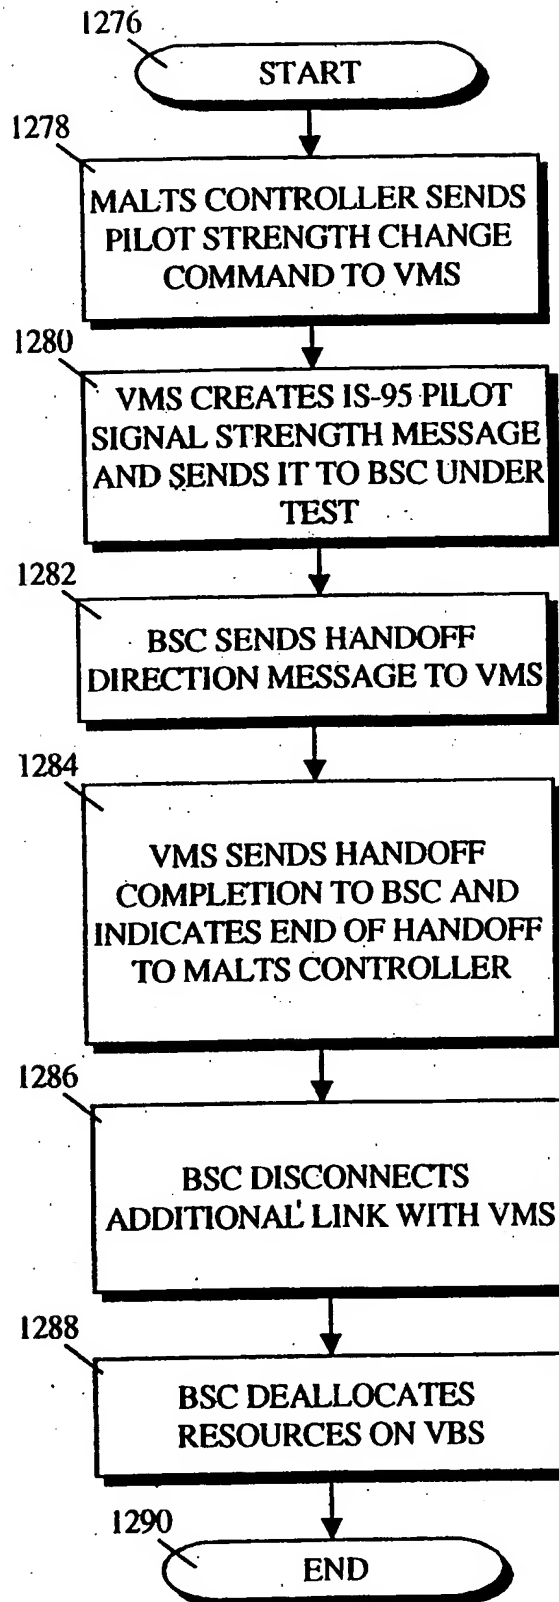 1276
START
1278
MALTS CONTROLLER SENDS
PILOT STRENGTH CHANGE
COMMAND TO VMS
1280
VMS CREATES IS-95 PILOT
SIGNAL STRENGTH MESSAGE
AND SENDS IT TO BSC UNDER
TEST
1282
BSC SENDS HANDOFF
DIRECTION MESSAGE TO VMS
1284
VMS SENDS HANDOFF
COMPLETION TO BSC AND
INDICATES END OF HANDOFF
TO MALTS CONTROLLER
1286
BSC DISCONNECTS
ADDITIONAL LINK WITH VMS
1288
BSC DEALLOCATES
RESOURCES ON VBS
1290
END